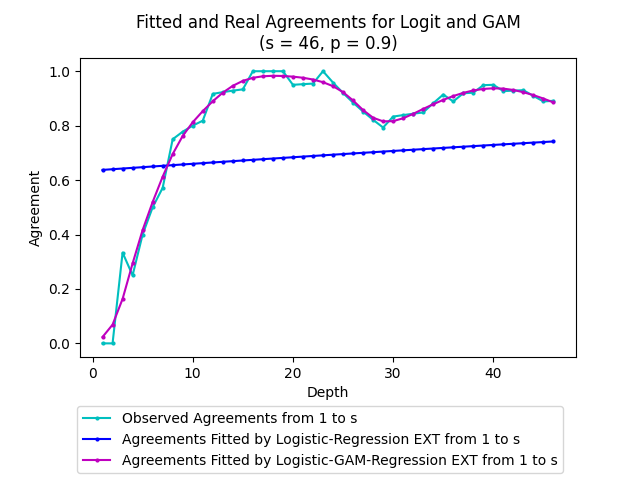 Fitted and Real Agreements for Logit and GAM
(s = 46, p = 0.9)
1.0
0.8
0.6
0.4
0.2
0.0
Agreement
0 10 20 30 40
Depth
Observed Agreements from 1 to s
Agreements Fitted by Logistic-Regression EXT from 1 to s
Agreements Fitted by Logistic-GAM-Regression EXT from 1 to s